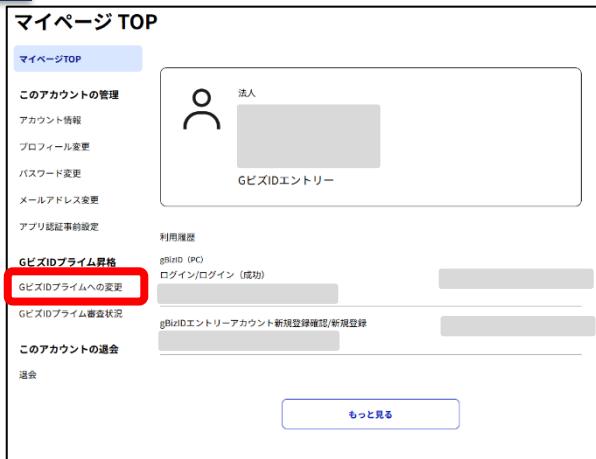 マイページ TOP
マイページTOP
このアカウントの管理
アカウント情報
プロフィール変更
パスワード変更
メールアドレス変更
アプリ認証事前設定
GビズIDプライム昇格
GビズIDプライムへの変更
GビズIDプライム審査状況
このアカウントの退会
退会
法人
GビズIDエントリー
利用履歴
gBizID（PC）
ログイン/ログイン（成功）
gBizIDエントリーアカウント新規登録確認/新規登録
もっと見る